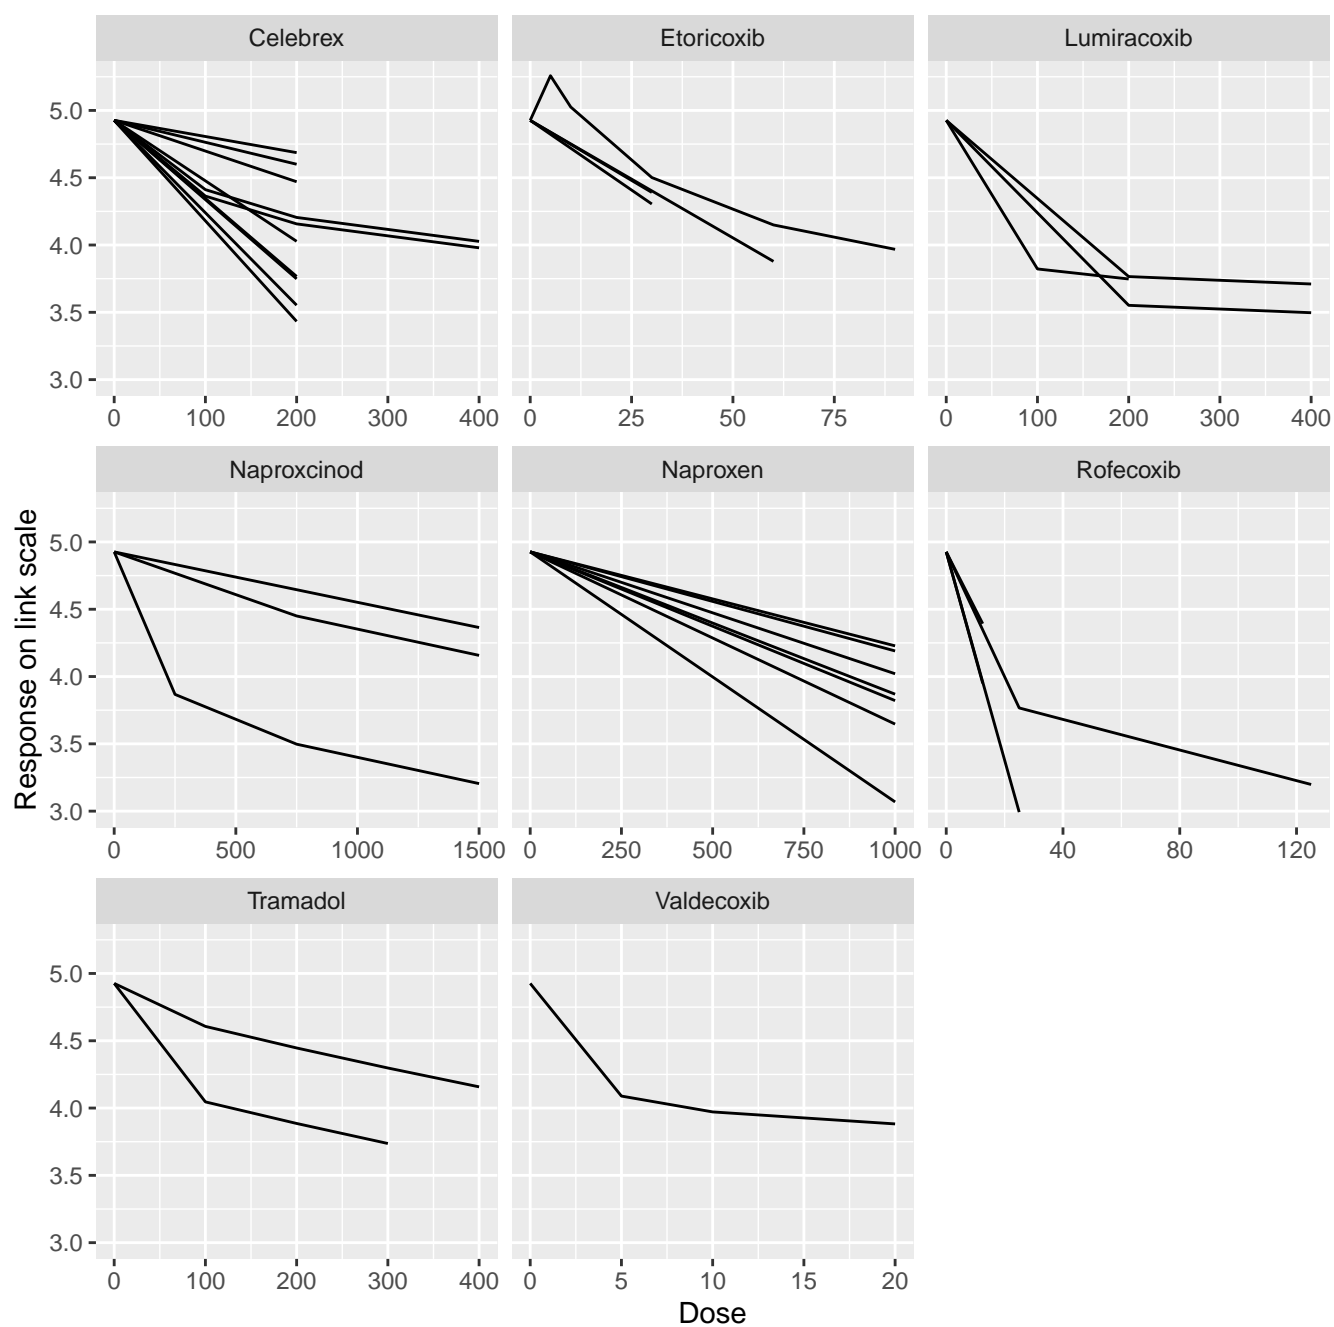 Celebrex Etoricoxib Lumiracoxib
5.0
4.5
4.0
3.5
3.0
0 100 200 300 400 0 25 50 75 0 100 200 300 400
Naproxcinod Naproxen Rofecoxib
Response on link scale
5.0
4.5
4.0
3.5
3.0
0 500 1000 1500 0 250 500 750 1000 0 40 80 120
Tramadol Valdecoxib
5.0
4.5
4.0
3.5
3.0
0 100 200 300 400 0 5 10 15 20
Dose